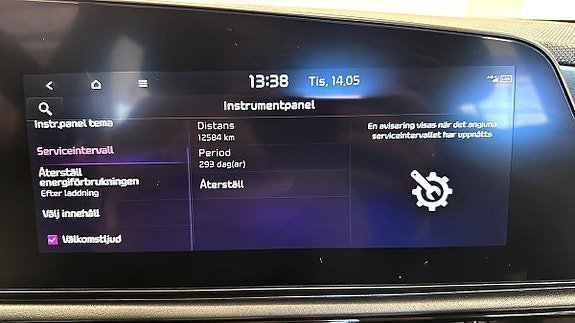 13:38
Tis, 14.05
Instrumentpanel
Instr.panel tema
Serviceintervall
Återställ
energiförbrukningen
Efter laddning
Välj innehåll
Välkomstljud
Distans
12584 km
Period
293 dag(ar)
Återställ
En avisering visas när det angivna
serviceintervallet har uppnåtts